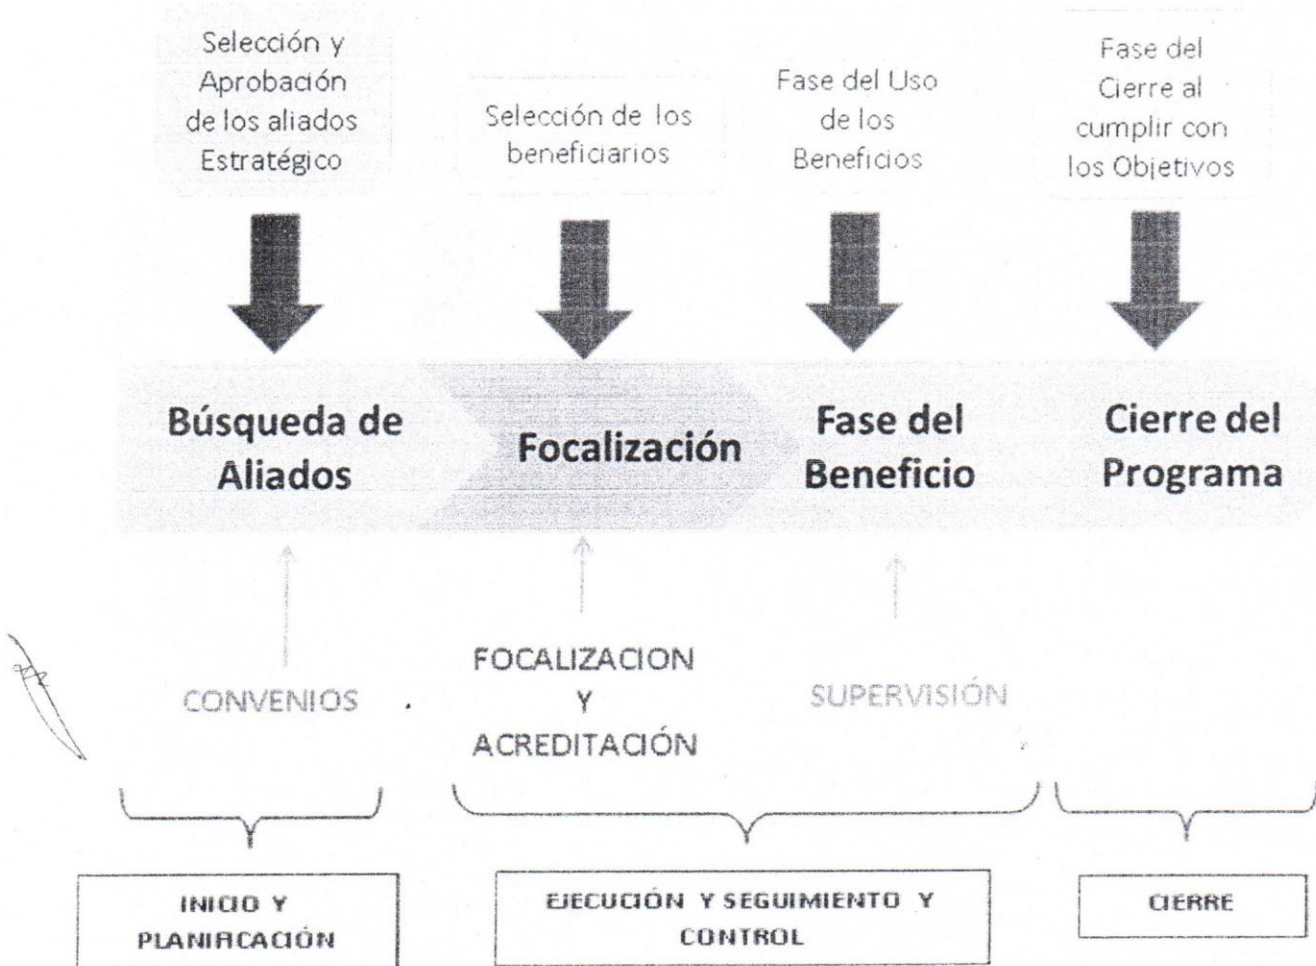 Selección y
Aprobación
de los aliados
Estratégico
Selección de los
beneficiarios
Fase del Uso
de los
Beneficios
Fase del
Cierre al
cumplir con
los Objetivos
Búsqueda de
Aliados
Focalización
Fase del
Beneficio
Cierre del
Programa
CONVENIOS
FOCALIZACION
Y
ACREDITACIÓN
SUPERVISIÓN
INICIO Y
PLANIFICACIÓN
EJECUCIÓN Y SEGUIMIENTO Y
CONTROL
CIERRE